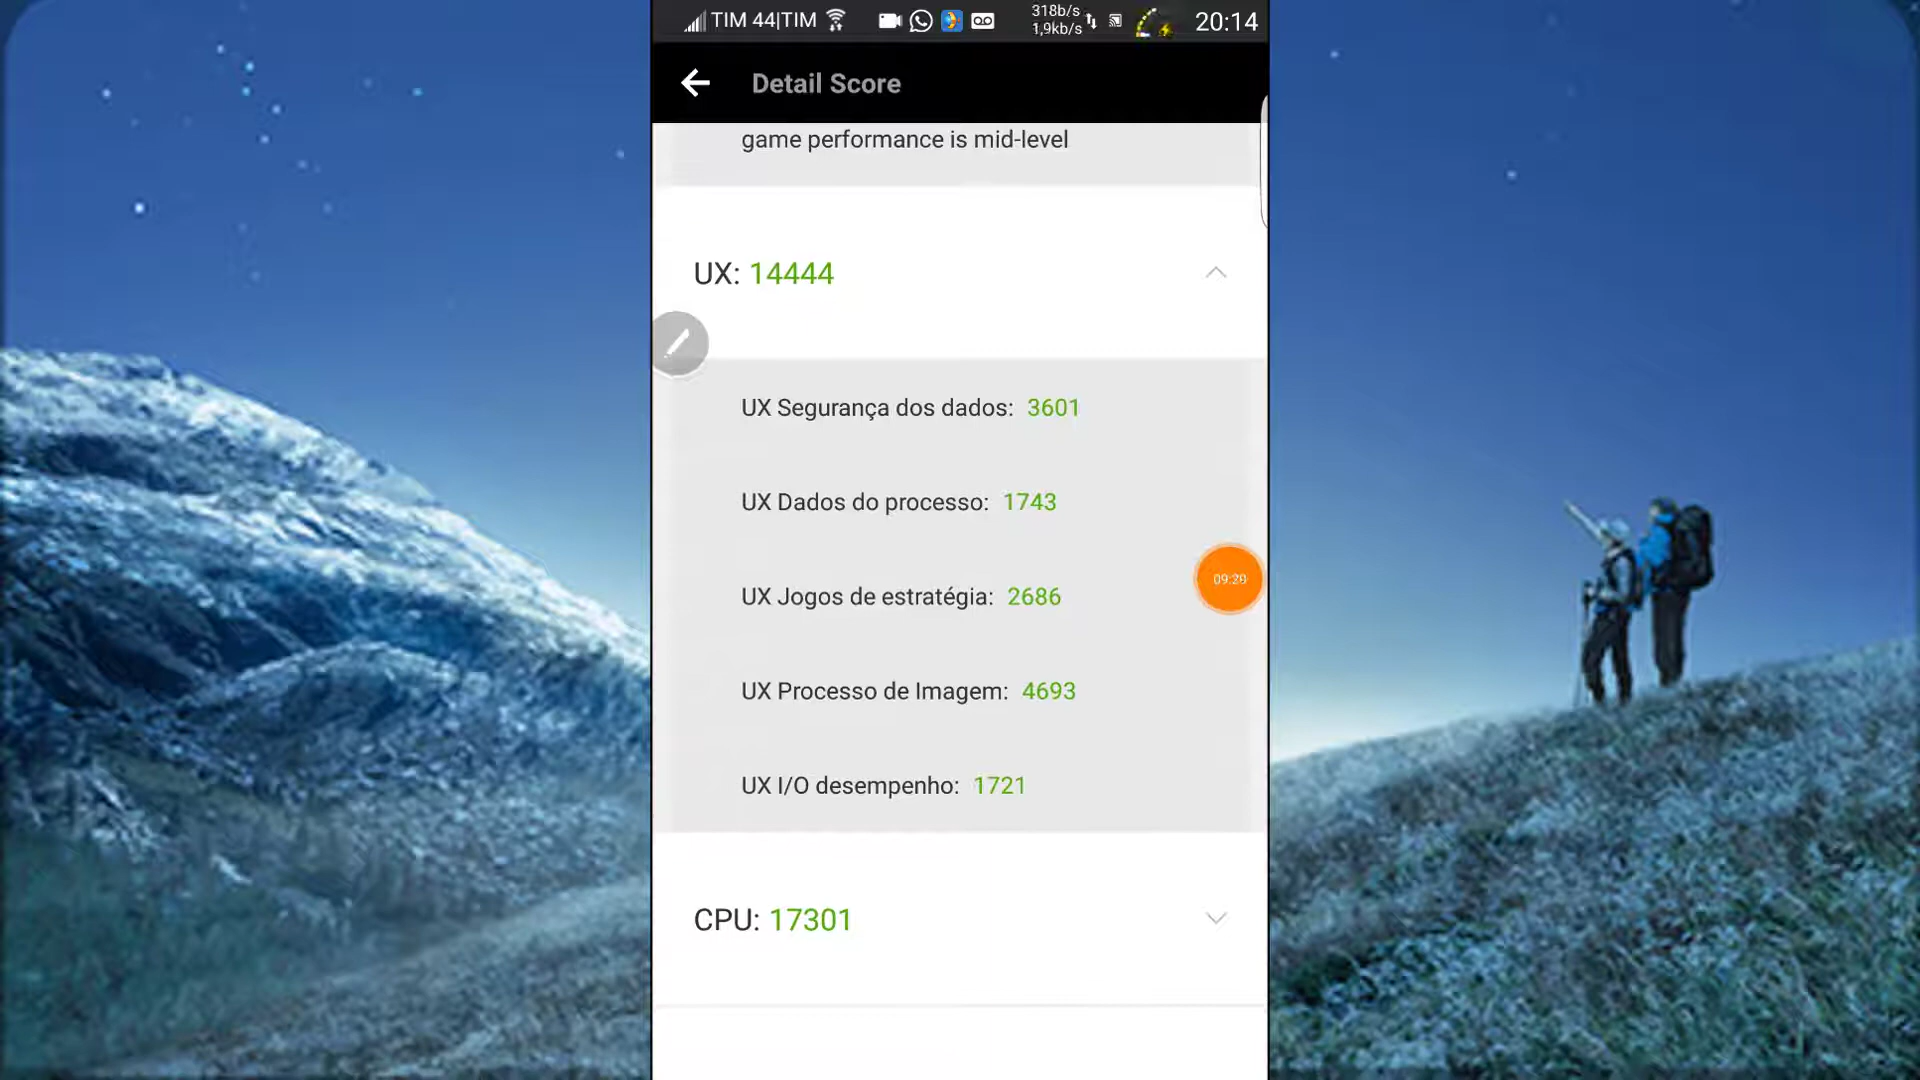 TIM 44|TIM
318b/s
1,9kb/s
20:14
Detail Score
game performance is mid-level
UX: 14444
UX Segurança dos dados: 3601
UX Dados do processo: 1743
UX Jogos de estratégia: 2686
09:20
UX Processo de Imagem: 4693
UX I/O desempenho: 1721
CPU: 17301